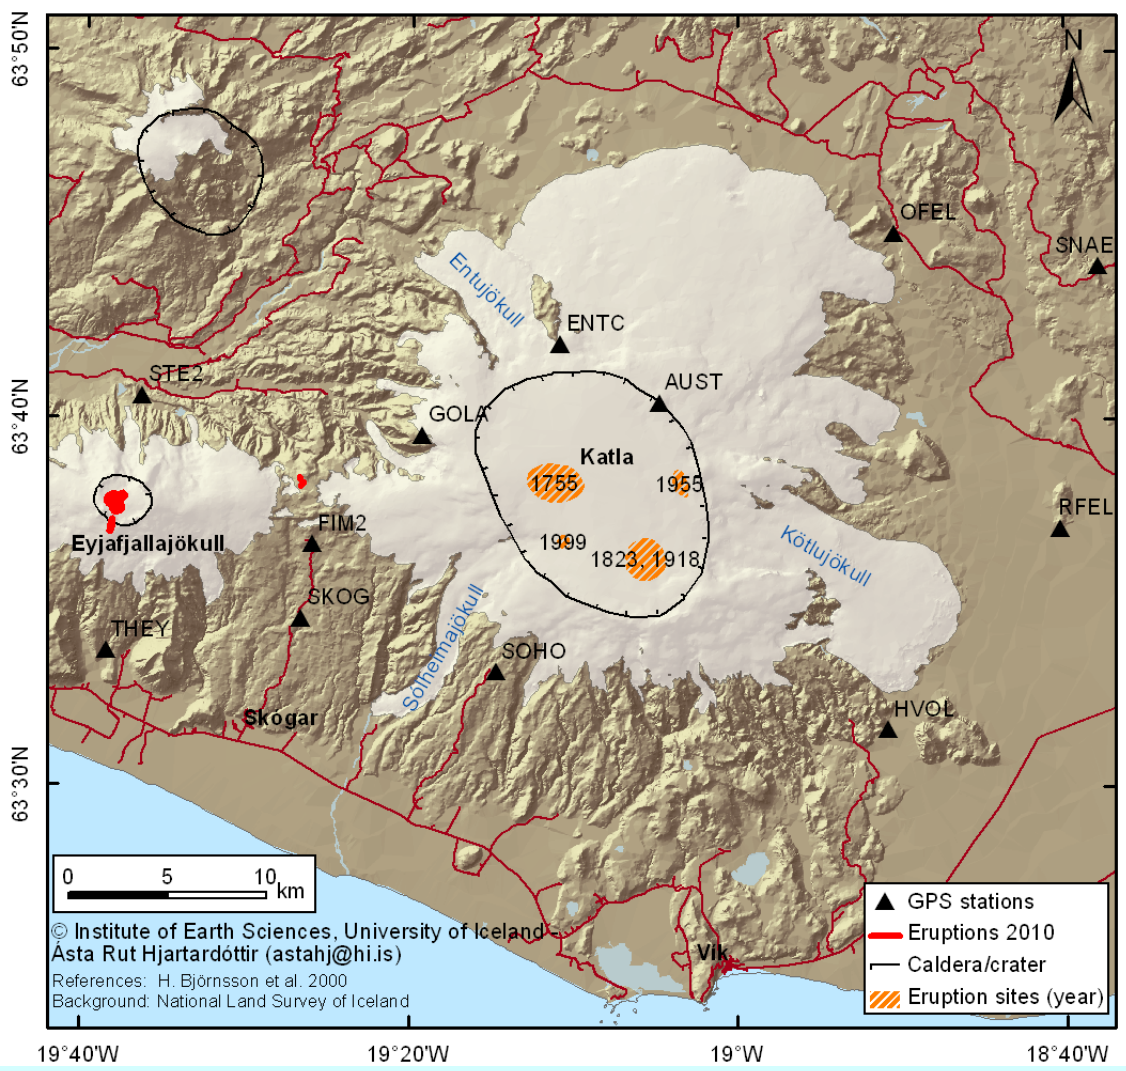 63°50'N
N
OFEL
SNAE
Entujökull
ENTC
STE2
AUST
63°40'N
GOLA
Katla
1755
1955
RFEL
FIM2
Eyjafjallajökull
1999
1823, 1918
Kötlujökull
SKOG
THEY
SOHO
Sólheimajökull
HVOL
Skógar
63°30'N
0 5 10 km
GPS stations
Eruptions 2010
Caldera/crater
Eruption sites (year)
© Institute of Earth Sciences, University of Iceland -
Ásta Rut Hjartardóttir (astahj@hi.is)
References: H. Björnsson et al. 2000
Background: National Land Survey of Iceland
Vík
19°40'W 19°20'W 19°W 18°40'W